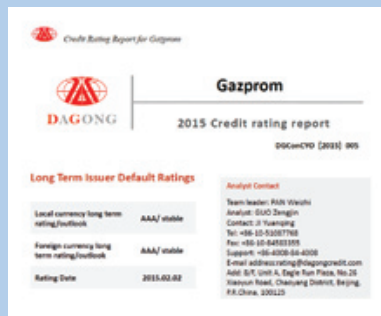 Credit Rating Report for Gazprom
DAGONG
Gazprom
2015 Credit rating report
DGConCYD [2015] 005
Long Term Issuer Default Ratings
Local currency long term
rating/outlook
AAA/ stable
Foreign currency long
term rating/outlook
AAA/ stable
Rating Date
2015.02.02
Analyst Contact
Team leader: PAN Weizhi
Analyst: GUO Zengjin
Contact: JI Yuanqing
Tel: +86-10-51087768
Fax: +86-10-84583355
Support: +86-4008-84-4008
E-mail address:rating@dagongcredit.com
Add: 8/F, Unit A, Eagle Run Plaza, No.26
Xiaoyun Road, Chaoyang District, Beijing,
P.R.China. 100125